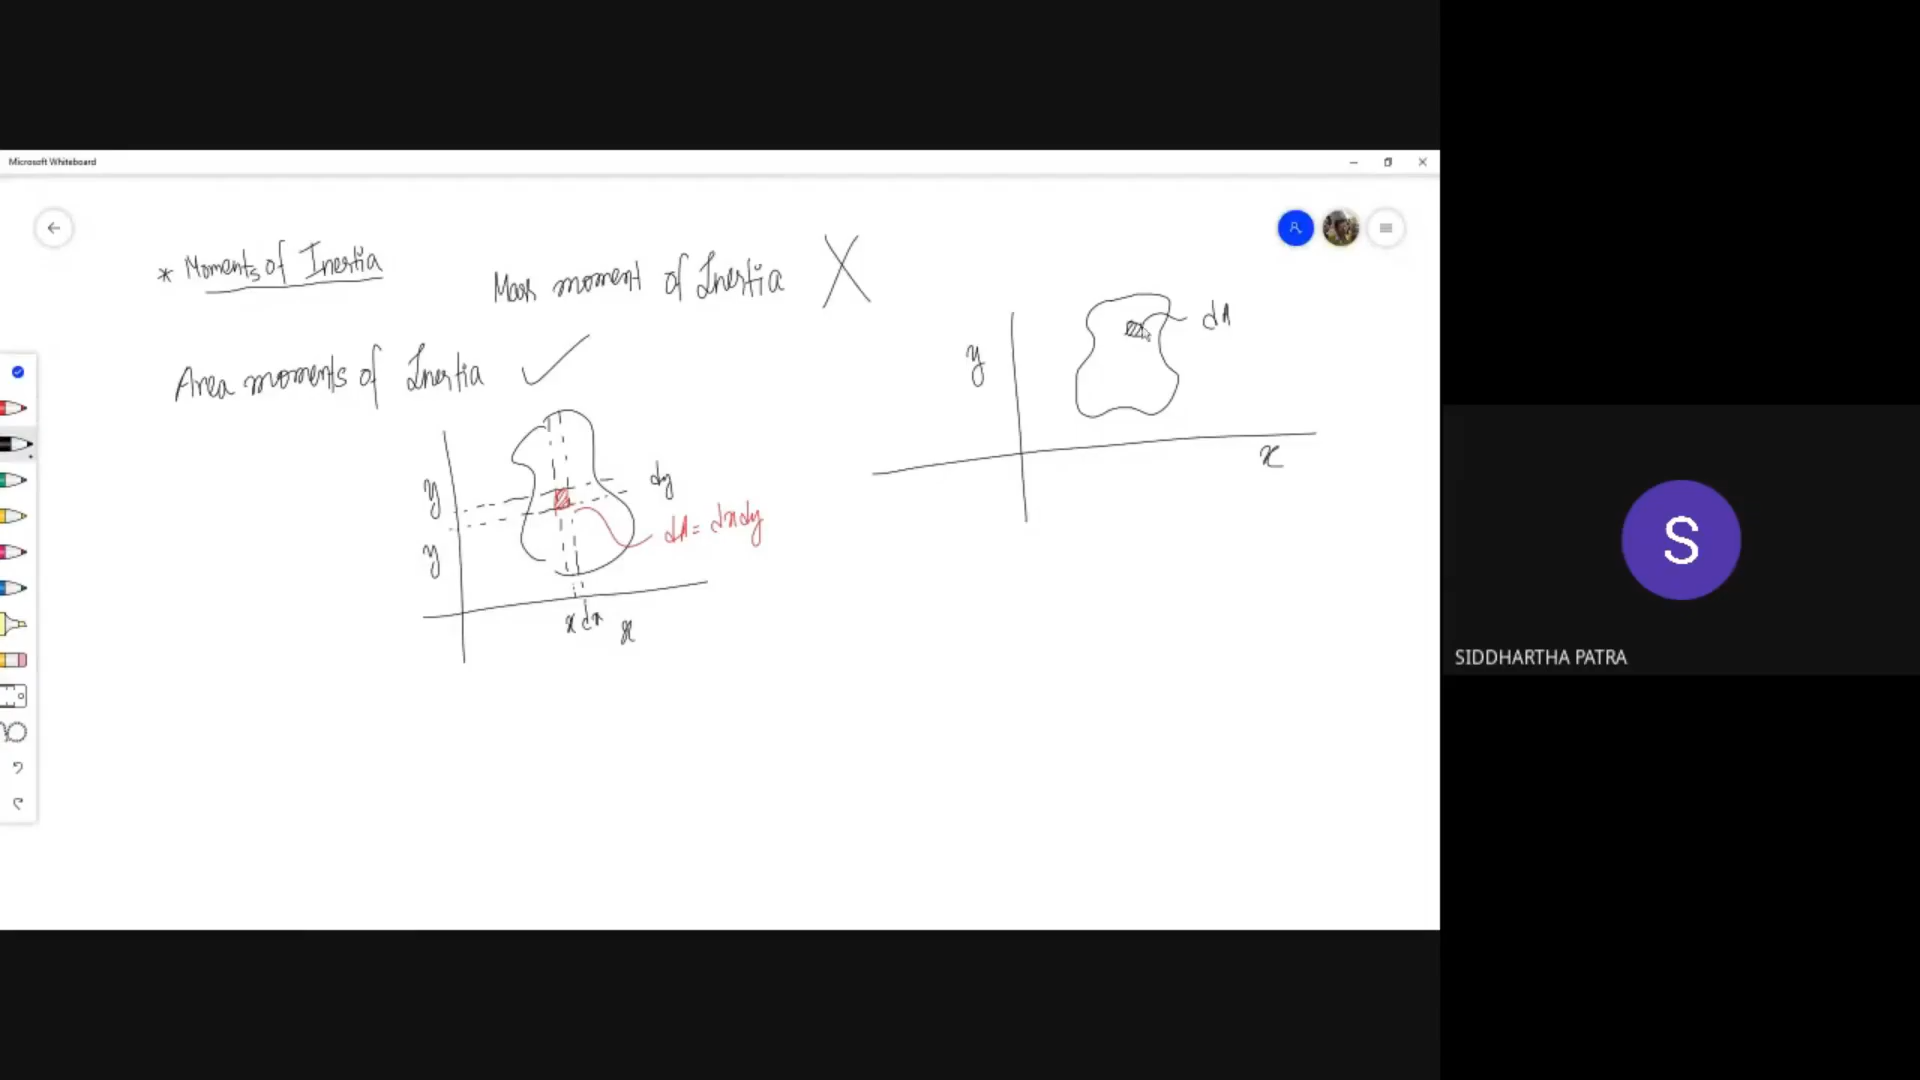 Microsoft Whiteboard
* Moments of Inertia
Mass moment of Inertia X
Area moments of Inertia ✓
y
dA
x
y
dy
dA = dxdy
y
x dx
x
S
SIDDHARTHA PATRA